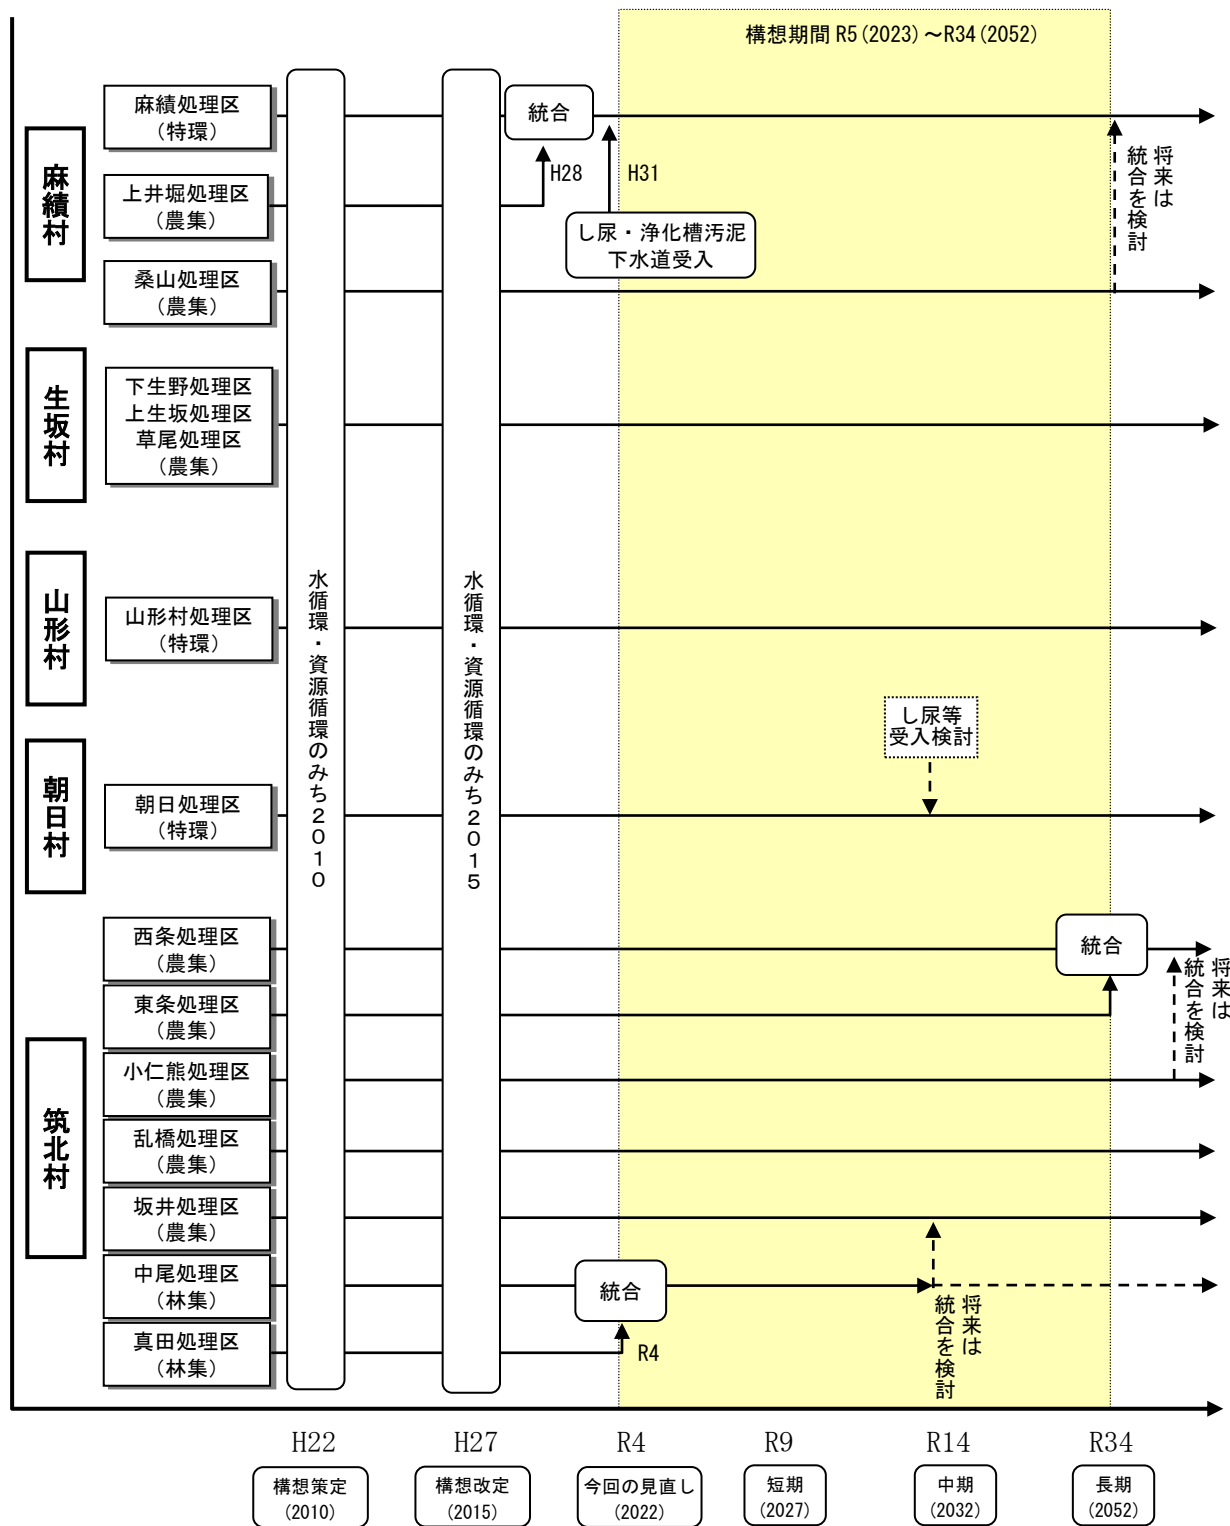 構想期間 R5(2023)～R34(2052)
麻績村
麻績処理区
（特環）
上井堀処理区
（農集）
桑山処理区
（農集）
統合
H28
H31
し尿・浄化槽汚泥
下水道受入
将来は
統合を検討
生坂村
下生野処理区
上生坂処理区
草尾処理区
（農集）
山形村
山形村処理区
（特環）
水循環・資源循環のみち２０１０
水循環・資源循環のみち２０１５
朝日村
朝日処理区
（特環）
し尿等
受入検討
筑北村
西条処理区
（農集）
東条処理区
（農集）
小仁熊処理区
（農集）
乱橋処理区
（農集）
坂井処理区
（農集）
中尾処理区
（林集）
真田処理区
（林集）
統合
将来は
統合を検討
統合
R4
将来は
統合を検討
H22
H27
R4
R9
R14
R34
構想策定
(2010)
構想改定
(2015)
今回の見直し
(2022)
短期
(2027)
中期
(2032)
長期
(2052)